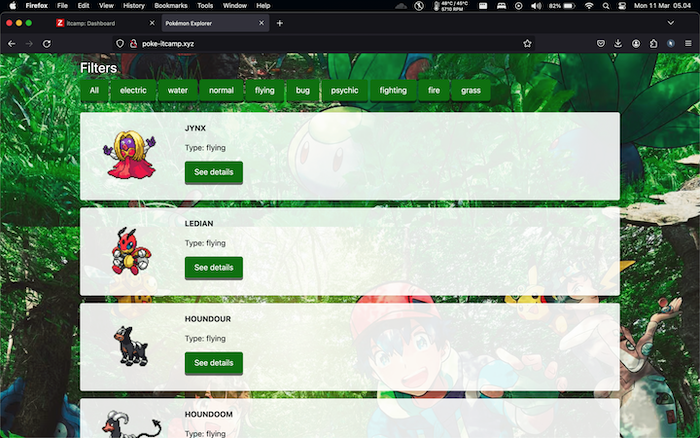 Firefox File Edit View History Bookmarks Tools Window Help 48°C / 45°C 5710 RPM 82% Mon 11 Mar 05.04
itcamp: Dashboard Pokémon Explorer
poke-itcamp.xyz
Filters
All electric water normal flying bug psychic fighting fire grass
JYNX
Type: flying
See details
LEDIAN
Type: flying
See details
HOUNDOUR
Type: flying
See details
HOUNDOOM
Type: flying